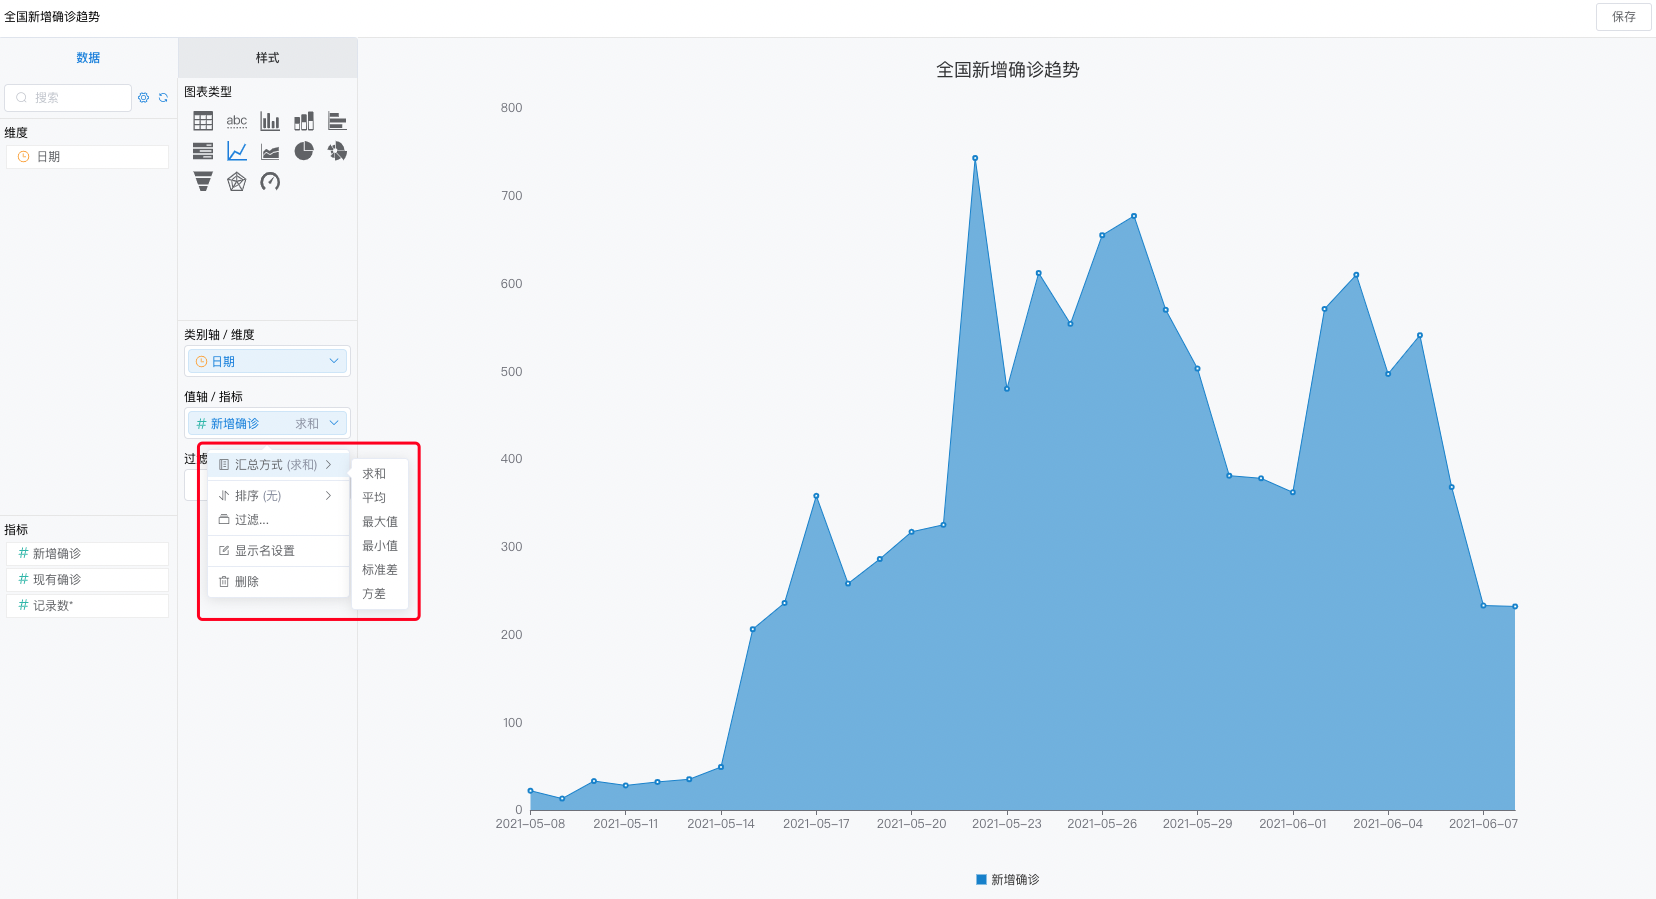 全国新增确诊趋势
保存
数据
样式
搜索
维度
日期
指标
新增确诊
现有确诊
记录数*
图表类型
abc
类别轴 / 维度
日期
值轴 / 指标
新增确诊 求和
汇总方式 (求和)
排序 (无)
过滤...
显示名设置
删除
求和
平均
最大值
最小值
标准差
方差
全国新增确诊趋势
800
700
600
500
400
300
200
100
0
2021-05-08 2021-05-11 2021-05-14 2021-05-17 2021-05-20 2021-05-23 2021-05-26 2021-05-29 2021-06-01 2021-06-04 2021-06-07
新增确诊